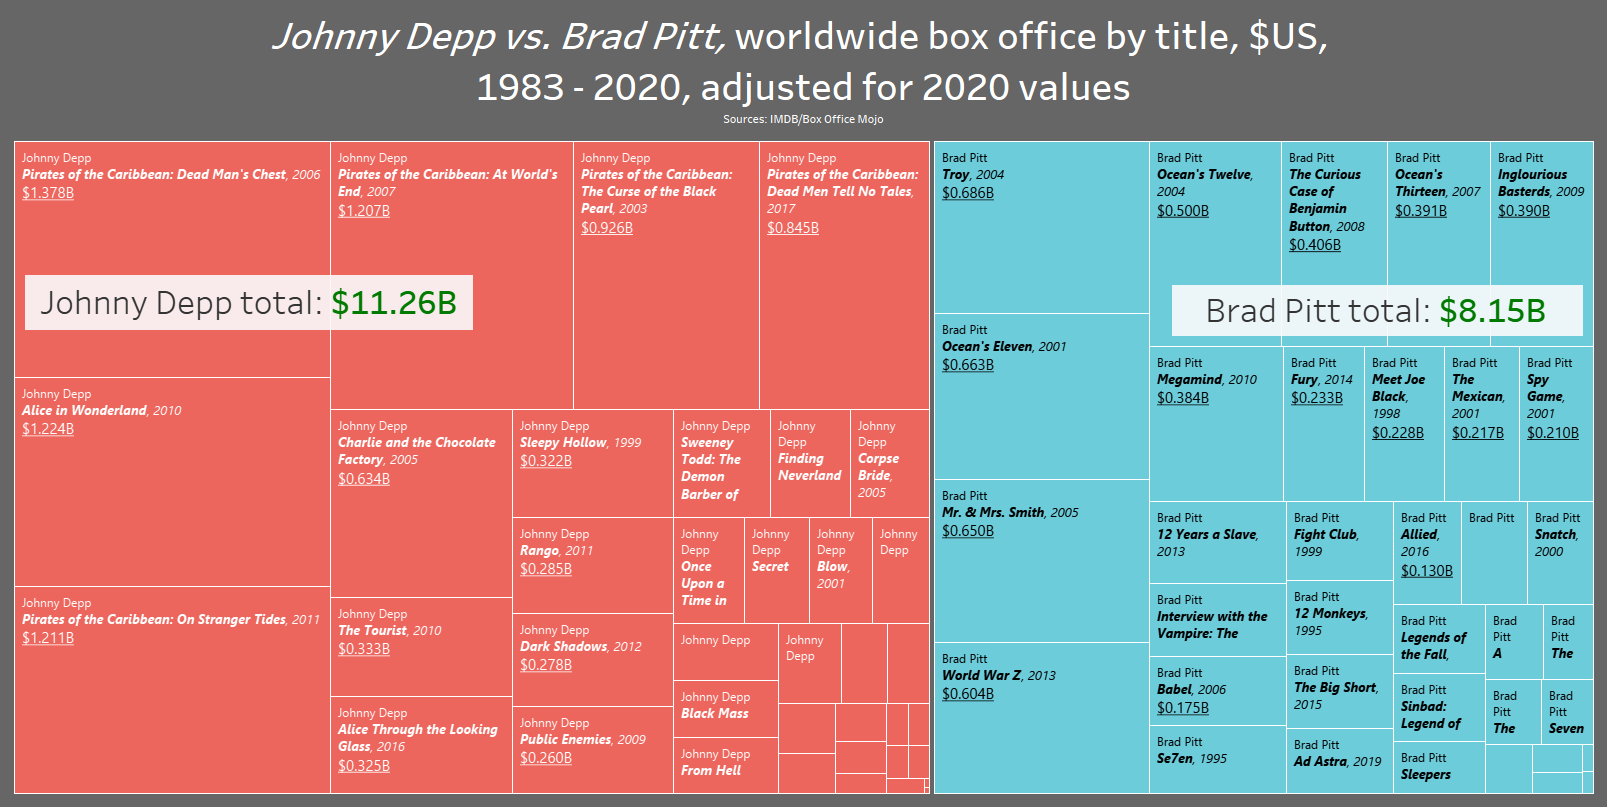 Johnny Depp vs. Brad Pitt, worldwide box office by title, $US,
1983 - 2020, adjusted for 2020 values
Sources: IMDB/Box Office Mojo
Johnny Depp
Pirates of the Caribbean: Dead Man's Chest, 2006
$1.378B
Johnny Depp
Pirates of the Caribbean: At World's
End, 2007
$1.207B
Johnny Depp
Pirates of the Caribbean:
The Curse of the Black
Pearl, 2003
$0.926B
Johnny Depp
Pirates of the Caribbean:
Dead Men Tell No Tales,
2017
$0.845B
Johnny Depp total: $11.26B
Johnny Depp
Alice in Wonderland, 2010
$1.224B
Johnny Depp
Pirates of the Caribbean: On Stranger Tides, 2011
$1.211B
Johnny Depp
Charlie and the Chocolate
Factory, 2005
$0.634B
Johnny Depp
The Tourist, 2010
$0.333B
Johnny Depp
Alice Through the Looking
Glass, 2016
$0.325B
Johnny Depp
Sleepy Hollow, 1999
$0.322B
Johnny Depp
Rango, 2011
$0.285B
Johnny Depp
Dark Shadows, 2012
$0.278B
Johnny Depp
Public Enemies, 2009
$0.260B
Johnny Depp
Sweeney
Todd: The
Demon
Barber of
Johnny
Depp
Finding
Neverland
Johnny
Depp
Corpse
Bride,
2005
Johnny
Depp
Once
Upon a
Time in
Johnny
Depp
Secret
Johnny
Depp
Blow,
2001
Johnny
Depp
Johnny Depp
Johnny
Depp
Johnny Depp
Black Mass
Johnny Depp
From Hell
Brad Pitt
Troy, 2004
$0.686B
Brad Pitt
Ocean's Eleven, 2001
$0.663B
Brad Pitt
Mr. & Mrs. Smith, 2005
$0.650B
Brad Pitt
World War Z, 2013
$0.604B
Brad Pitt
Ocean's Twelve,
2004
$0.500B
Brad Pitt
The Curious
Case of
Benjamin
Button, 2008
$0.406B
Brad Pitt
Ocean's
Thirteen, 2007
$0.391B
Brad Pitt
Inglourious
Basterds, 2009
$0.390B
Brad Pitt total: $8.15B
Brad Pitt
Megamind, 2010
$0.384B
Brad Pitt
Fury, 2014
$0.233B
Brad Pitt
Meet Joe
Black,
1998
$0.228B
Brad Pitt
The
Mexican,
2001
$0.217B
Brad Pitt
Spy
Game,
2001
$0.210B
Brad Pitt
12 Years a Slave,
2013
Brad Pitt
Interview with the
Vampire: The
Brad Pitt
Babel, 2006
$0.175B
Brad Pitt
Se7en, 1995
Brad Pitt
Fight Club,
1999
Brad Pitt
12 Monkeys,
1995
Brad Pitt
The Big Short,
2015
Brad Pitt
Ad Astra, 2019
Brad Pitt
Allied,
2016
$0.130B
Brad Pitt
Brad Pitt
Snatch,
2000
Brad Pitt
Legends of
the Fall,
Brad
Pitt
A
Brad
Pitt
The
Brad Pitt
Sinbad:
Legend of
Brad
Pitt
The
Brad
Pitt
Seven
Brad Pitt
Sleepers